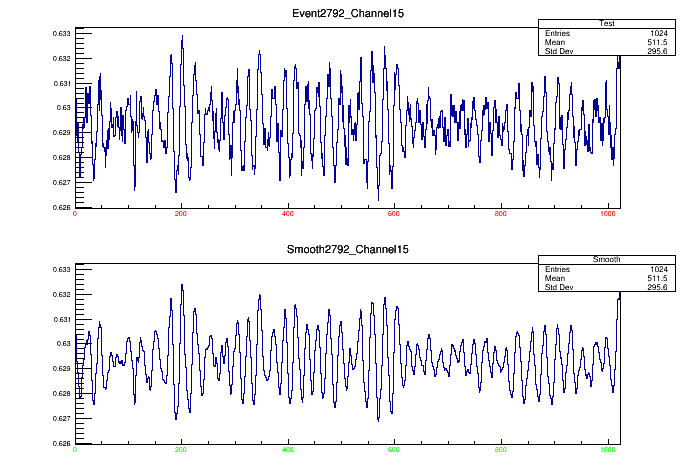 Event2792_Channel15
Test
Entries 1024
Mean 511.5
Std Dev 295.6
0.633
0.632
0.631
0.63
0.629
0.628
0.627
0.626
0 200 400 600 800 1000
Smooth2792_Channel15
Smooth
Entries 1024
Mean 511.5
Std Dev 295.6
0.633
0.632
0.631
0.63
0.629
0.628
0.627
0.626
0 200 400 600 800 1000